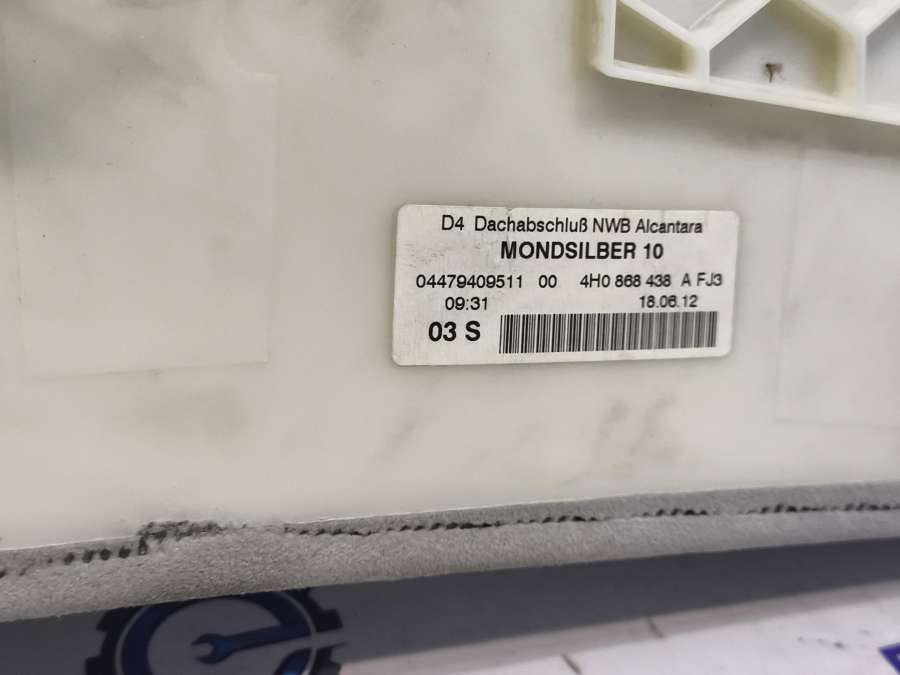 D4 Dachabschluß NWB Alcantara
MONDSILBER 10
04479409511 00 4H0 868 438 A FJ3
09:31 18.06.12
03 S